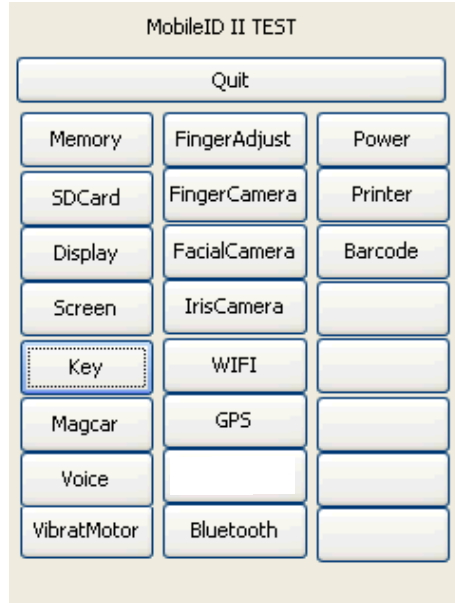 MobileID II TEST
Quit
Memory FingerAdjust Power
SDCard FingerCamera Printer
Display FacialCamera Barcode
Screen IrisCamera
Key WIFI
Magcar GPS
Voice
VibratMotor Bluetooth